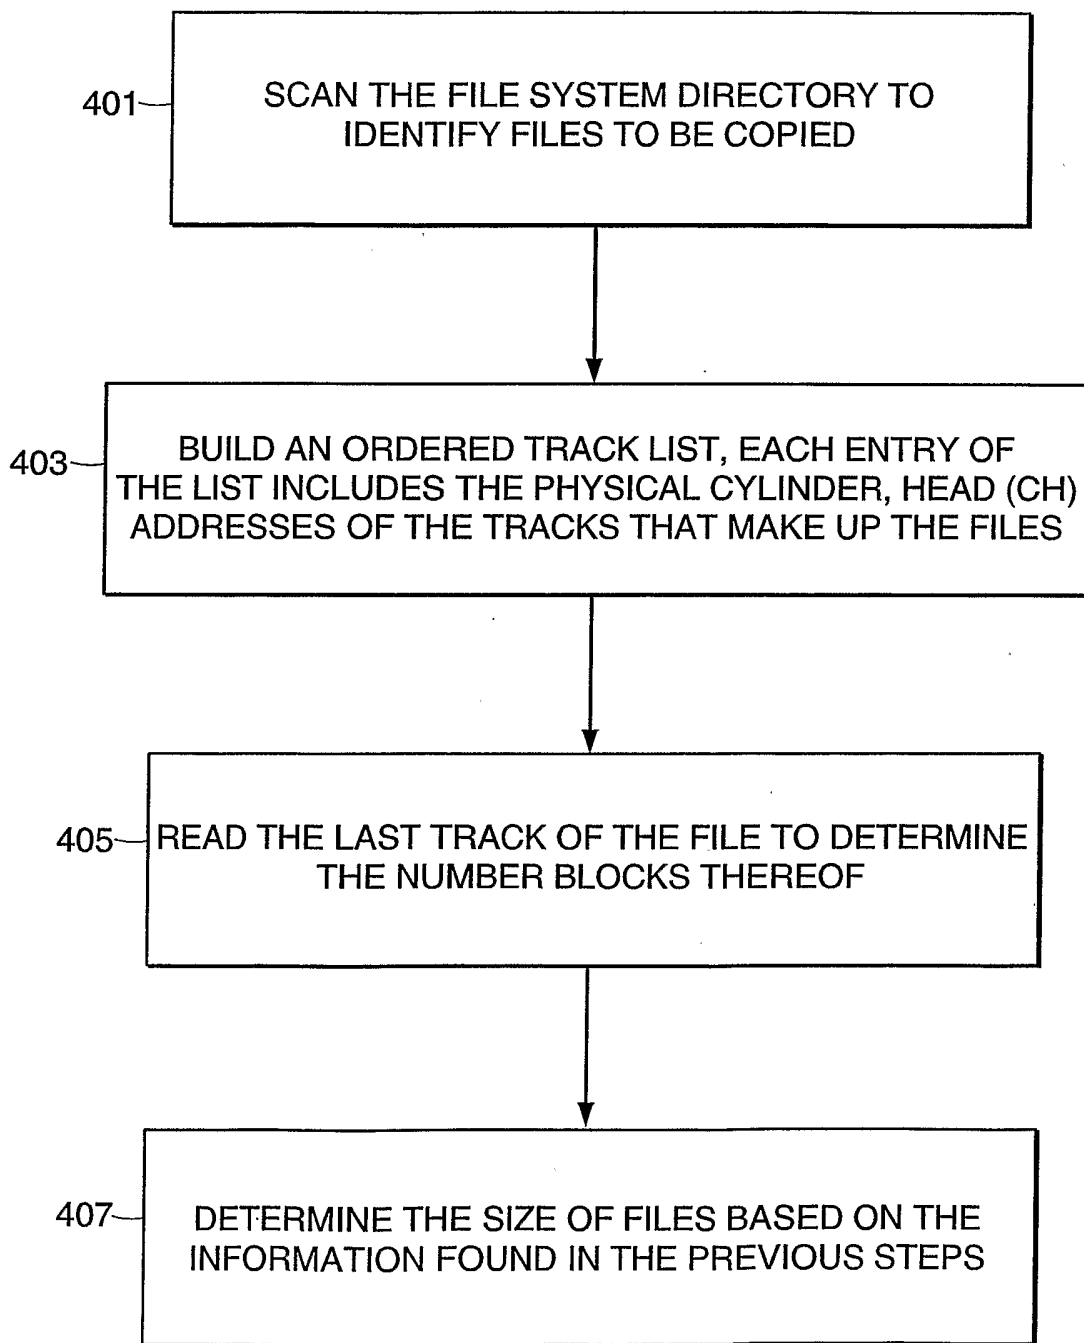 401
SCAN THE FILE SYSTEM DIRECTORY TO
IDENTIFY FILES TO BE COPIED
403
BUILD AN ORDERED TRACK LIST, EACH ENTRY OF
THE LIST INCLUDES THE PHYSICAL CYLINDER, HEAD (CH)
ADDRESSES OF THE TRACKS THAT MAKE UP THE FILES
405
READ THE LAST TRACK OF THE FILE TO DETERMINE
THE NUMBER BLOCKS THEREOF
407
DETERMINE THE SIZE OF FILES BASED ON THE
INFORMATION FOUND IN THE PREVIOUS STEPS